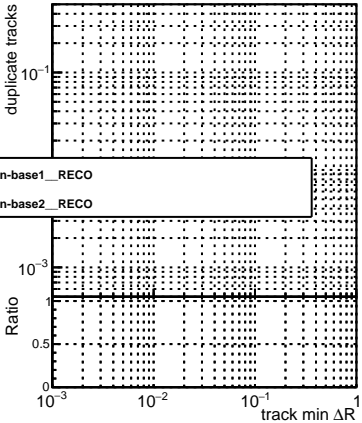 duplicate tracks
10⁻¹
n-base1__RECO
n-base2__RECO
10⁻³
Ratio
1
0.5
0
10⁻³ 10⁻² 10⁻¹ 1
track min ΔR